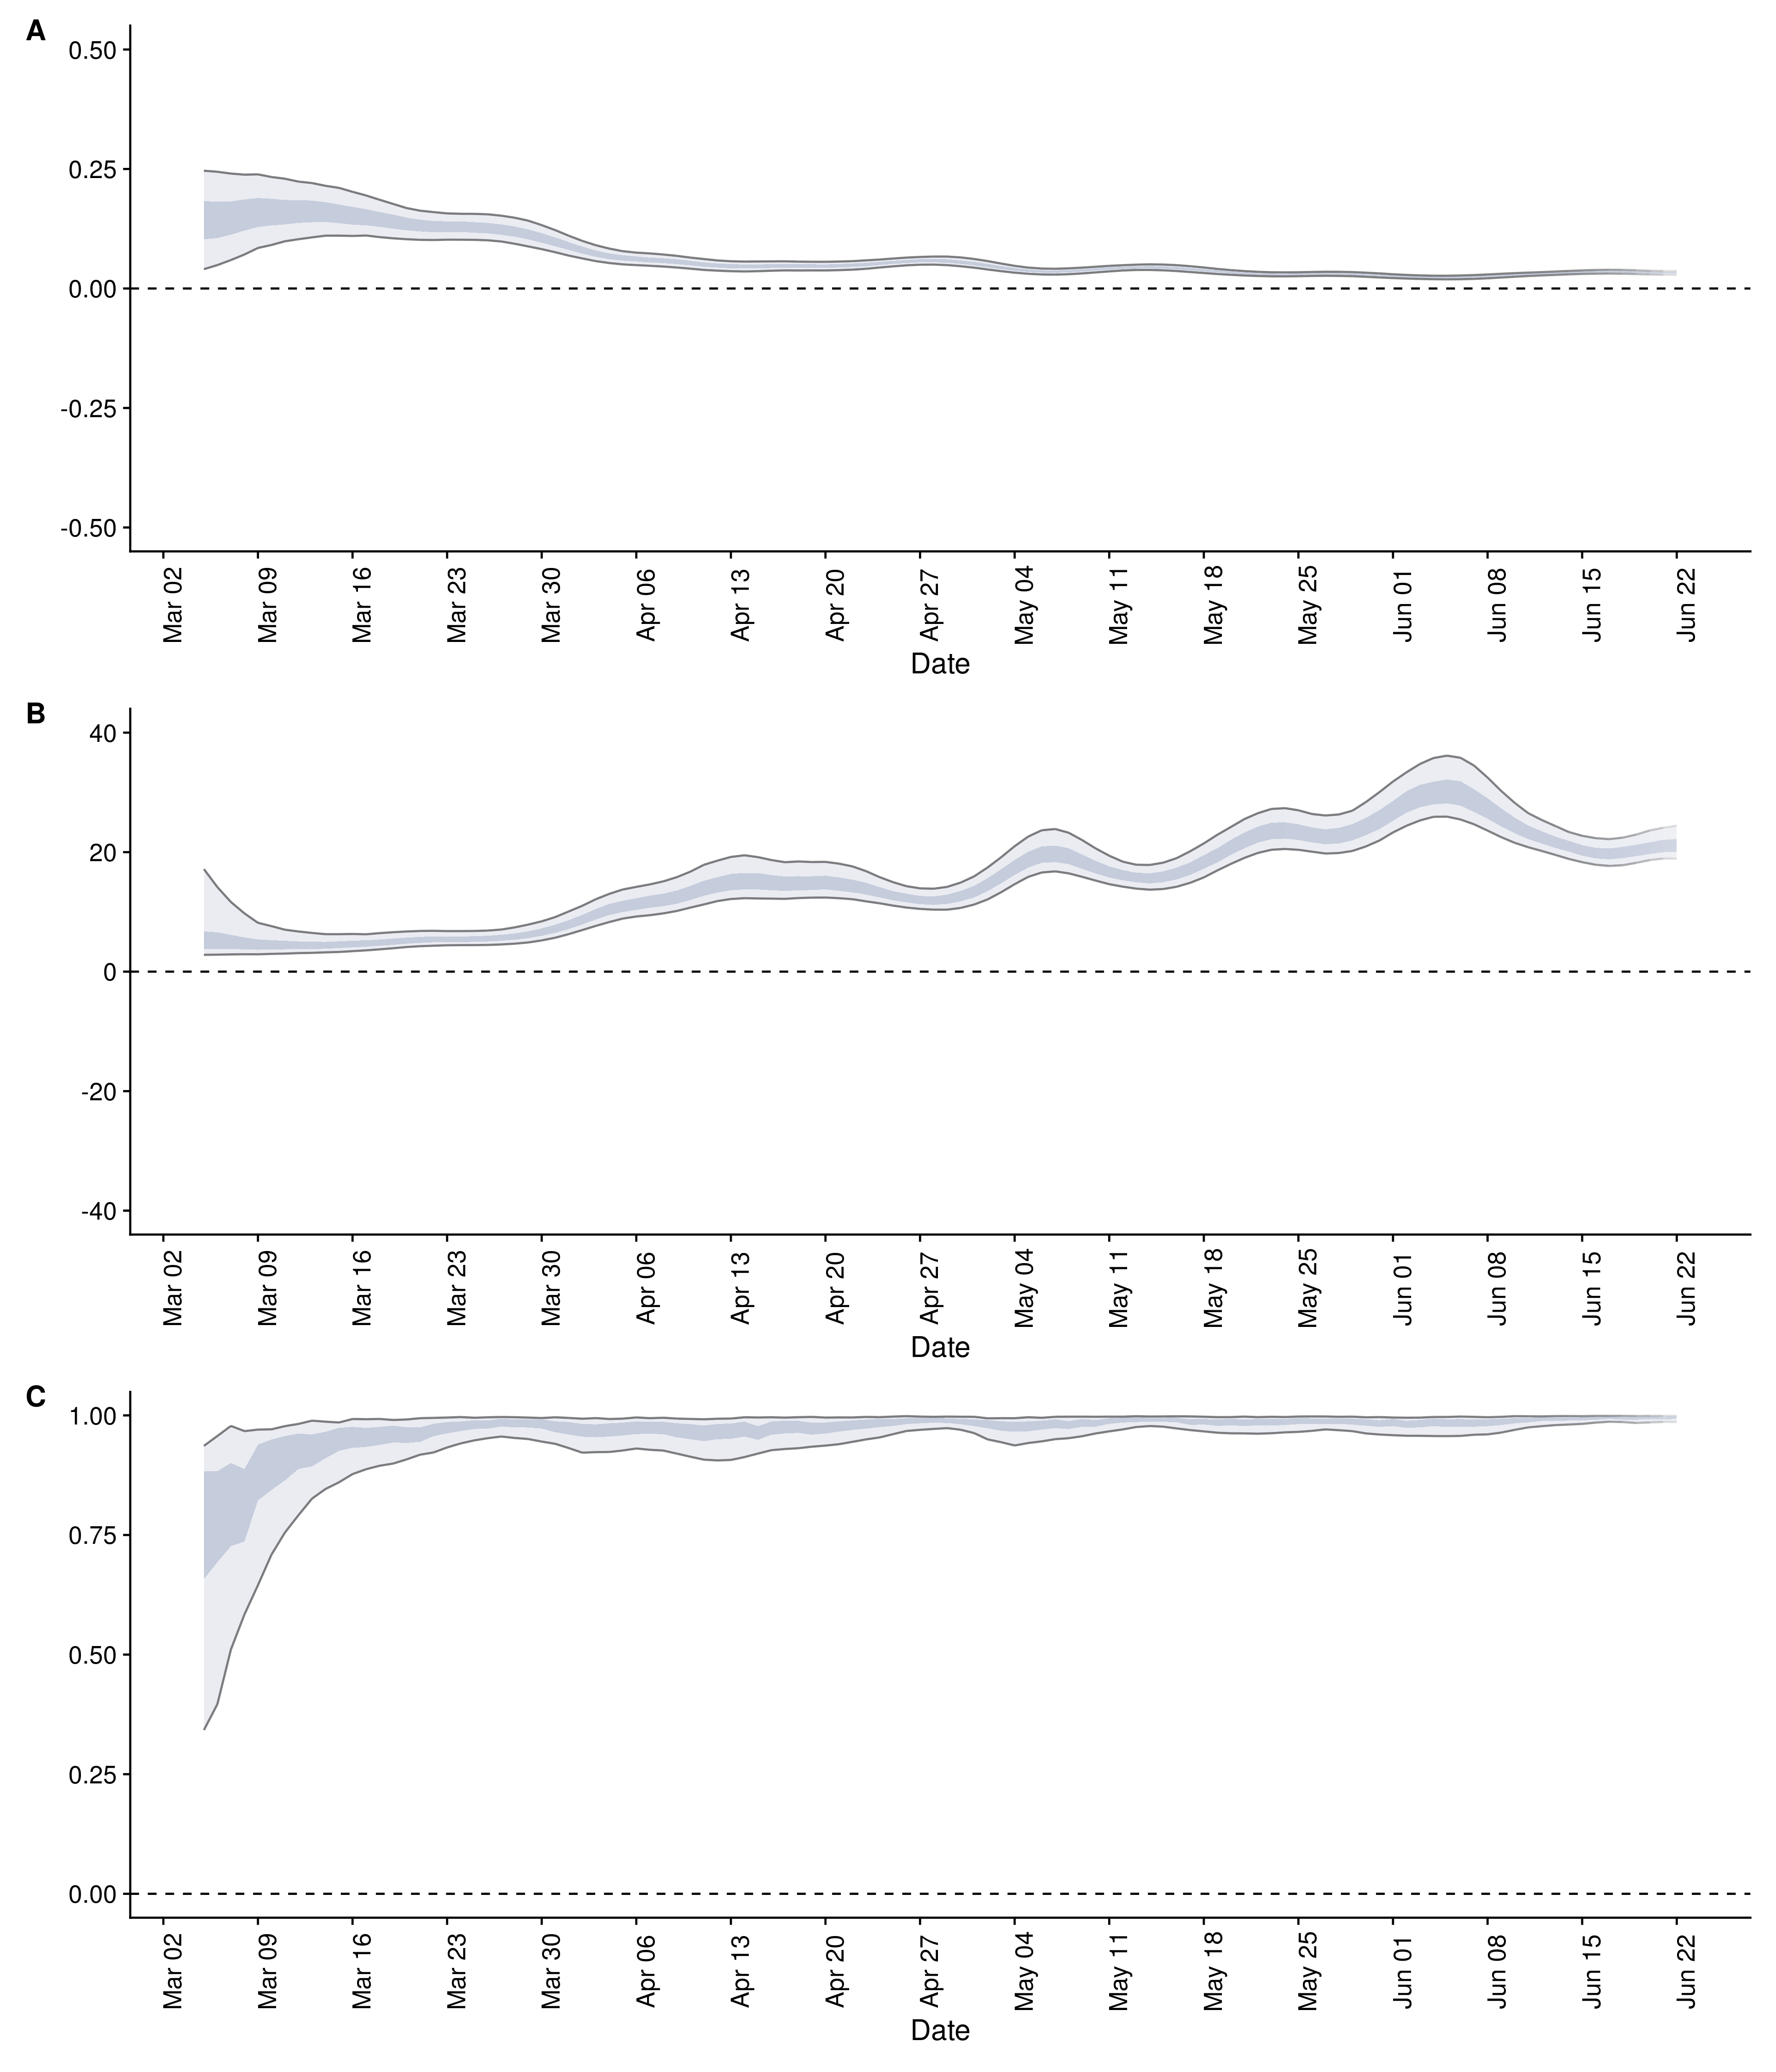 A
0.50
0.25
0.00
-0.25
-0.50
Mar 02
Mar 09
Mar 16
Mar 23
Mar 30
Apr 06
Apr 13
Apr 20
Apr 27
May 04
May 11
May 18
May 25
Jun 01
Jun 08
Jun 15
Jun 22
Date
B
40
20
0
-20
-40
Mar 02
Mar 09
Mar 16
Mar 23
Mar 30
Apr 06
Apr 13
Apr 20
Apr 27
May 04
May 11
May 18
May 25
Jun 01
Jun 08
Jun 15
Jun 22
Date
C
1.00
0.75
0.50
0.25
0.00
Mar 02
Mar 09
Mar 16
Mar 23
Mar 30
Apr 06
Apr 13
Apr 20
Apr 27
May 04
May 11
May 18
May 25
Jun 01
Jun 08
Jun 15
Jun 22
Date